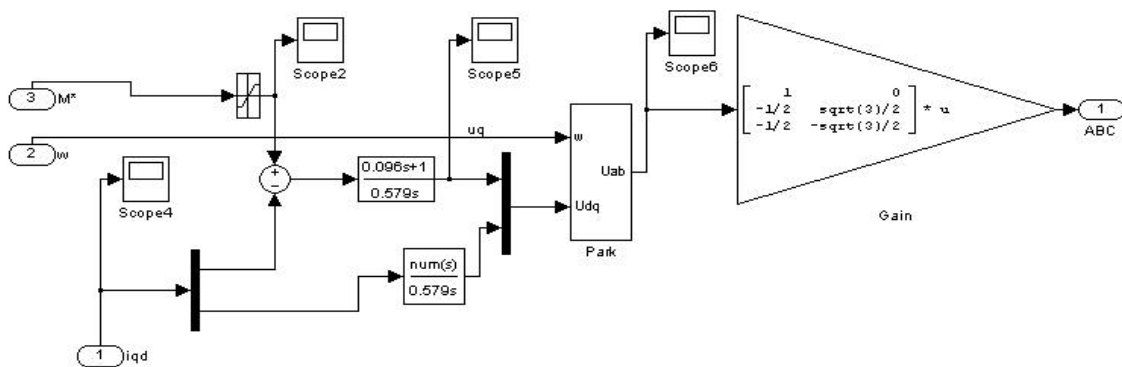 Scope2
Scope5
Scope6
3
M*
2
w
uq
1 0
-1/2 sqrt(3)/2
-1/2 -sqrt(3)/2
* u
1
ABC
w
Uab
Udq
Park
Gain
Scope4
+
−
0.096s+1
0.579s
num(s)
0.579s
1
iqd